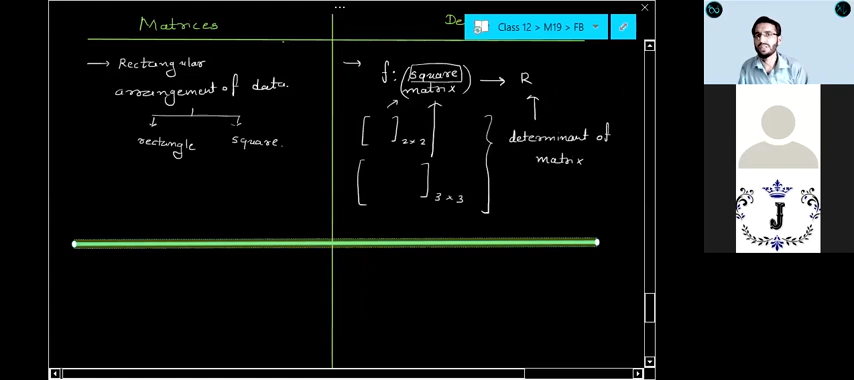 Matrices
De
Class 12 > M19 > FB
→ Rectangular
arrangement of data.
rectangle square.
→ f: (square matrix) → R
[ ] 2×2
[ ] 3×3
determinant of
matrix
J